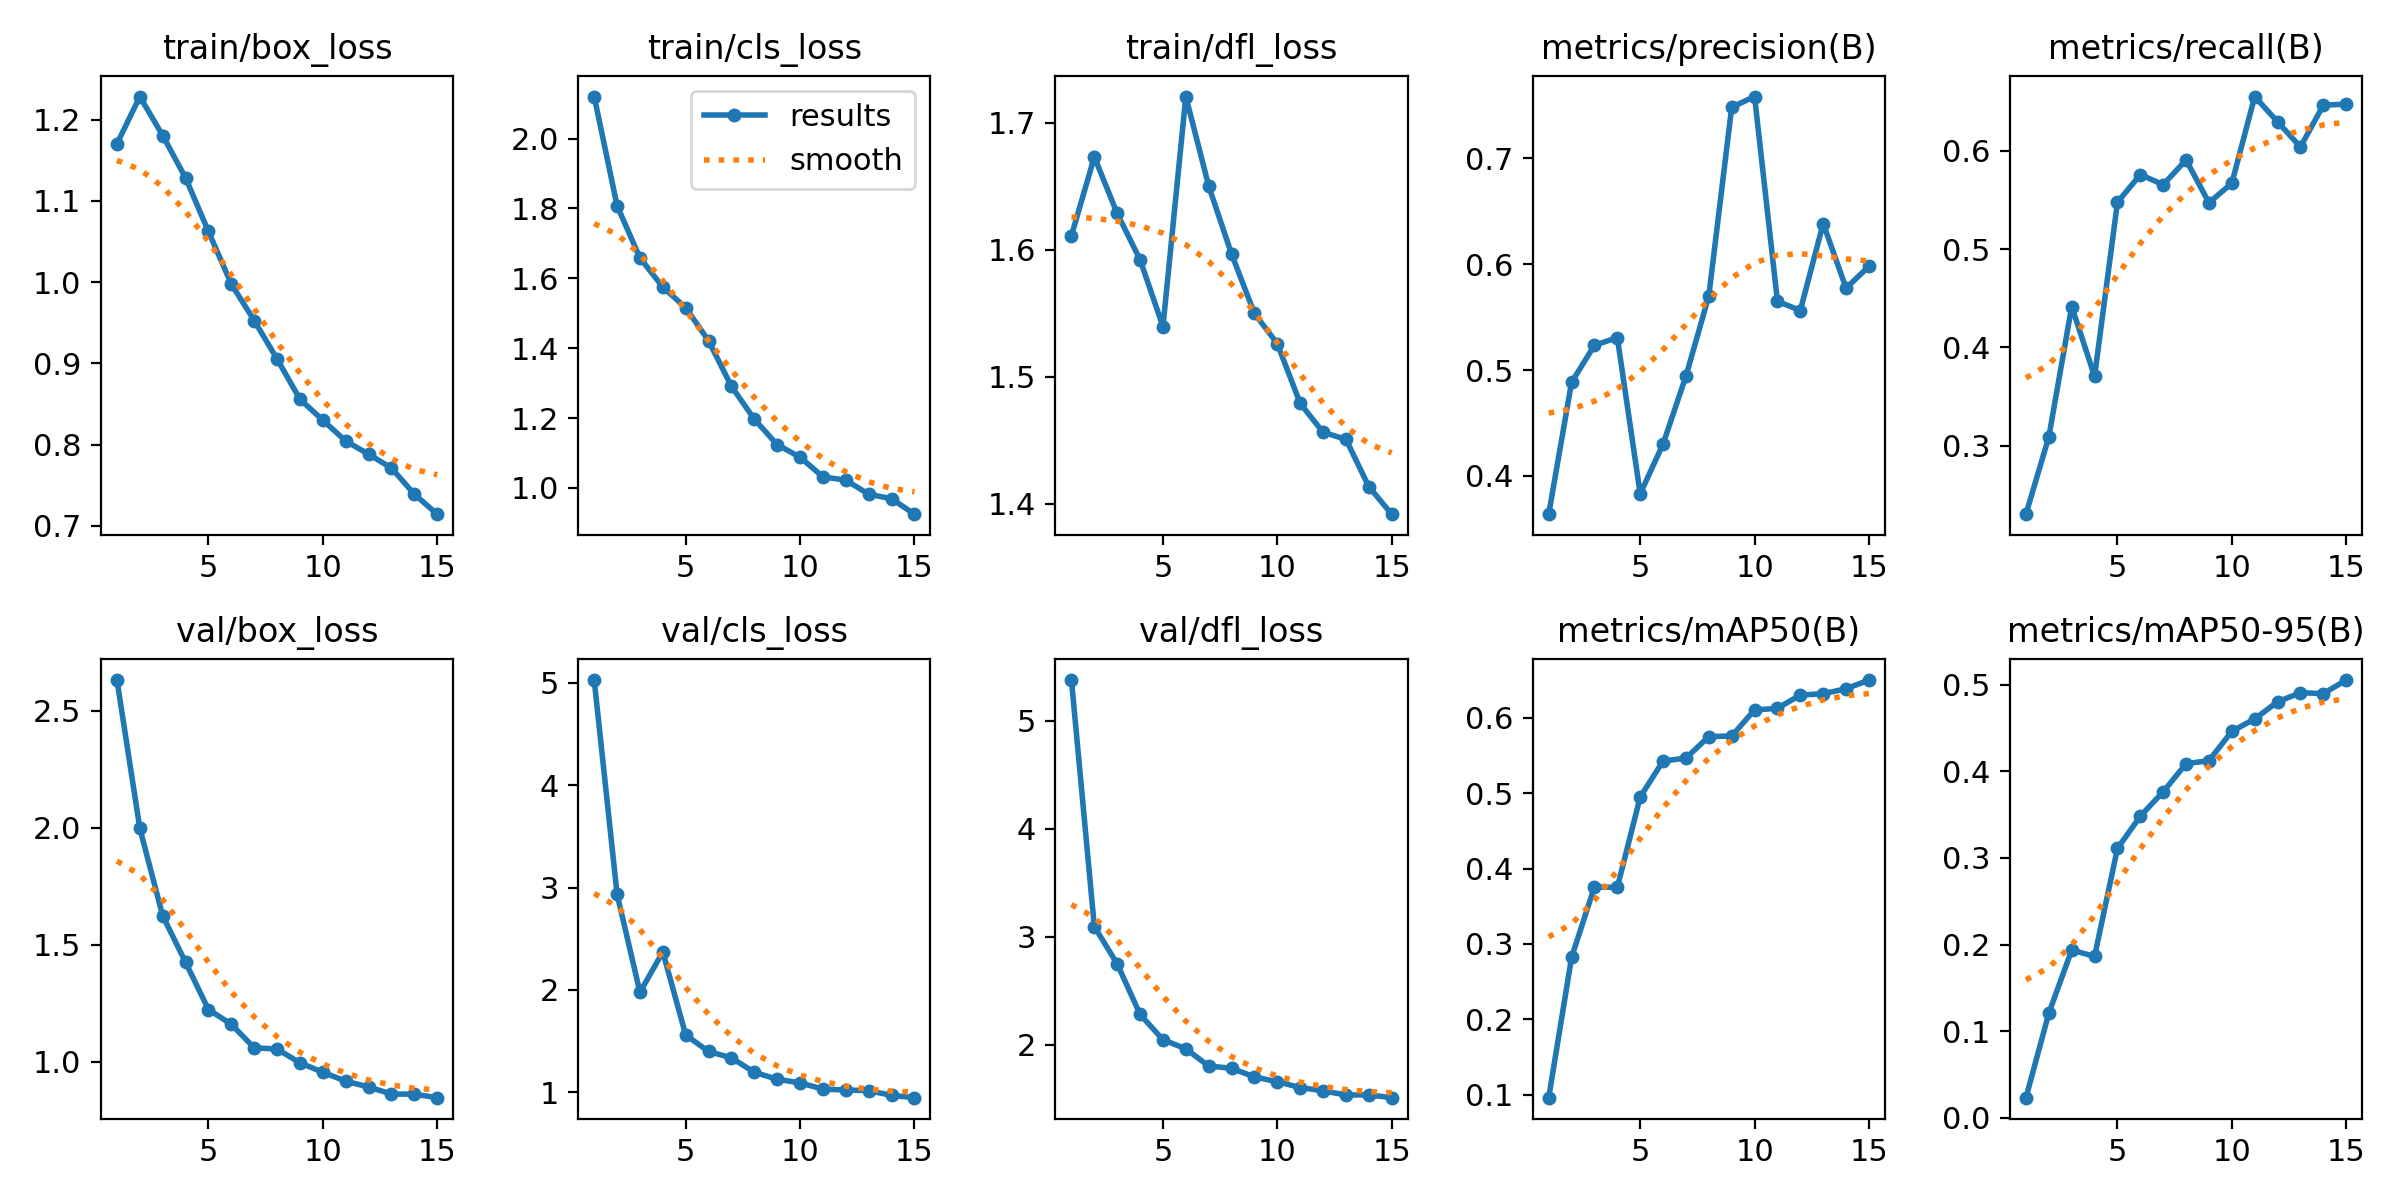 train/box_loss
1.2
1.1
1.0
0.9
0.8
0.7
5 10 15
train/cls_loss
results
smooth
2.0
1.8
1.6
1.4
1.2
1.0
5 10 15
train/dfl_loss
1.7
1.6
1.5
1.4
5 10 15
metrics/precision(B)
0.7
0.6
0.5
0.4
5 10 15
metrics/recall(B)
0.6
0.5
0.4
0.3
5 10 15
val/box_loss
2.5
2.0
1.5
1.0
5 10 15
val/cls_loss
5
4
3
2
1
5 10 15
val/dfl_loss
5
4
3
2
5 10 15
metrics/mAP50(B)
0.6
0.5
0.4
0.3
0.2
0.1
5 10 15
metrics/mAP50-95(B)
0.5
0.4
0.3
0.2
0.1
0.0
5 10 15